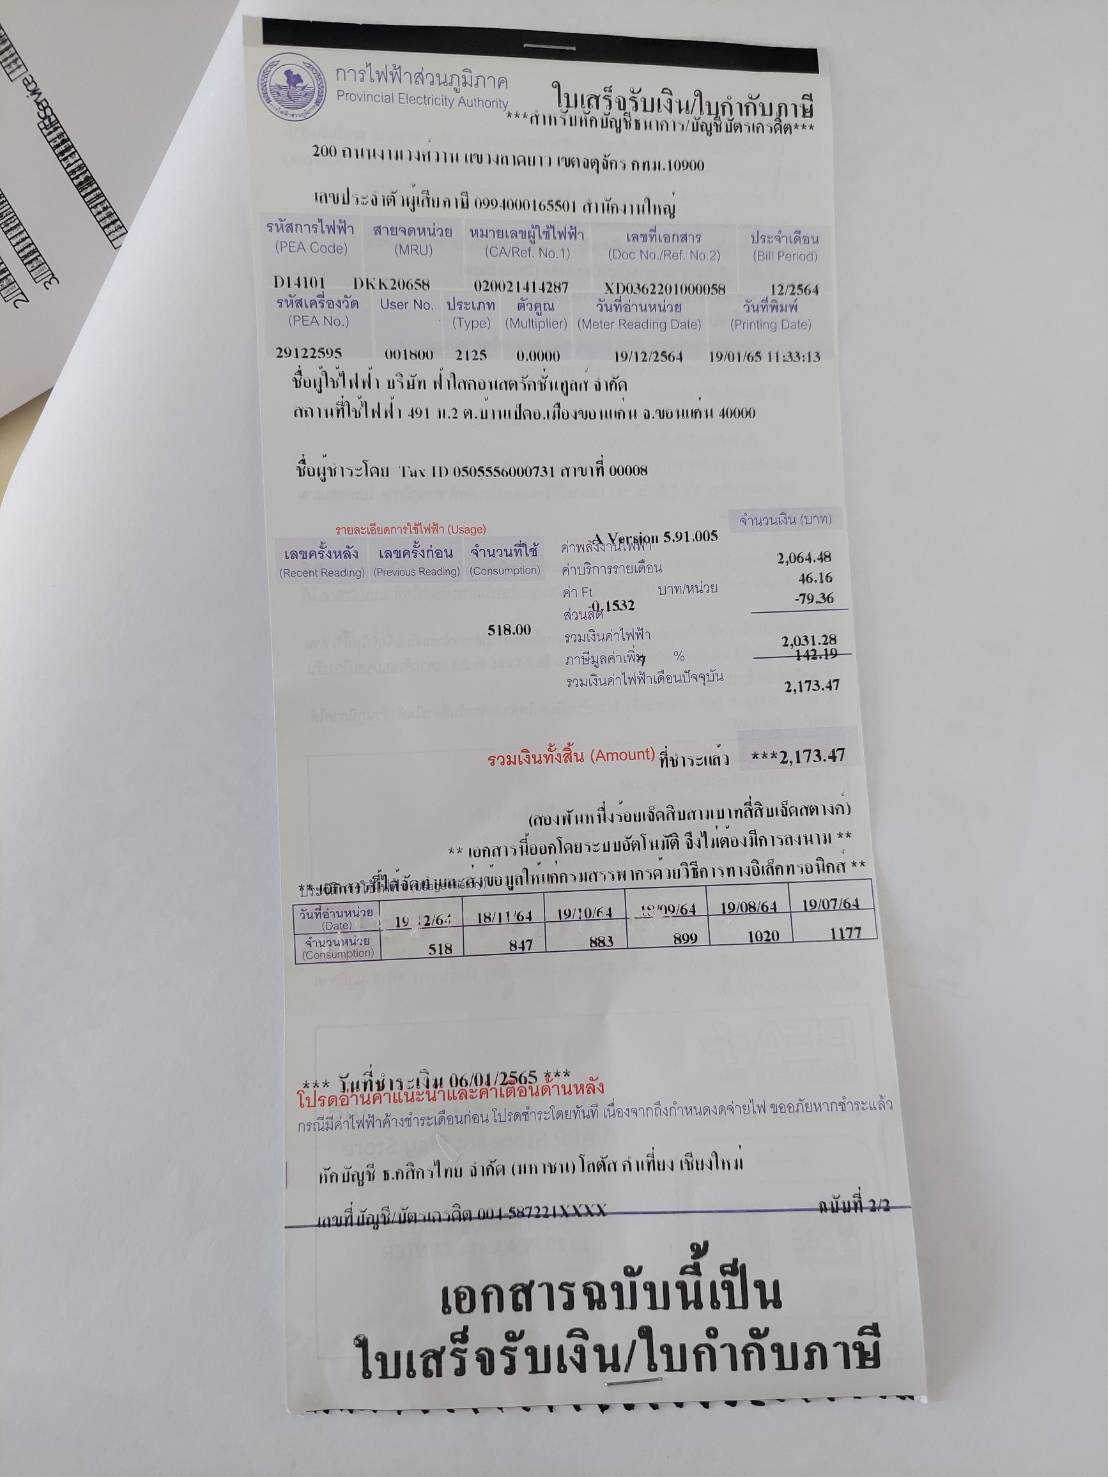 การไฟฟ้าส่วนภูมิภาค
Provincial Electricity Authority
ใบเสร็จรับเงิน/ใบกำกับภาษี
***สำหรับหักบัญชีธนาคาร/บัญชีบัตรเครดิต***
200 ถนนงามวงศ์วาน แขวงลาดยาว เขตจตุจักร กทม.10900
เลขประจำตัวผู้เสียภาษี 0994000165501 สำนักงานใหญ่
รหัสการไฟฟ้า สายจดหน่วย หมายเลขผู้ใช้ไฟฟ้า เลขที่เอกสาร ประจำเดือน
(PEA Code) (MRU) (CA/Ref. No.1) (Doc No./Ref. No.2) (Bill Period)
D14101 DKK20658 020021414287 XD0362201000058 12/2564
รหัสเครื่องวัด User No. ประเภท ตัวคูณ วันที่อ่านหน่วย วันที่พิมพ์
(PEA No.) (Type) (Multiplier) (Meter Reading Date) (Printing Date)
29122595 001800 2125 0.0000 19/12/2564 19/01/65 11:33:13
ชื่อผู้ใช้ไฟฟ้า บริษัท ฟ้าใสคอนสตรัคชั่นทูลส์ จำกัด
สถานที่ใช้ไฟฟ้า 491 ม.2 ต.บ้านเป็ดอ.เมืองขอนแก่น จ.ขอนแก่น 40000
ชื่อผู้ชำระโดย Tax ID 0505556000731 สาขาที่ 00008
รายละเอียดการใช้ไฟฟ้า (Usage)
จำนวนเงิน (บาท)
เลขครั้งหลัง เลขครั้งก่อน จำนวนที่ใช้
(Recent Reading) (Previous Reading) (Consumption)
518.00
A Version 5.91.005
ค่าพลังงานไฟฟ้า 2,064.48
ค่าบริการรายเดือน 46.16
ค่า Ft -0.1532 บาท/หน่วย -79.36
ส่วนลด
รวมเงินค่าไฟฟ้า 2,031.28
ภาษีมูลค่าเพิ่ม 7 % 142.19
รวมเงินค่าไฟฟ้าเดือนปัจจุบัน 2,173.47
รวมเงินทั้งสิ้น (Amount) ที่ชำระแล้ว ***2,173.47
(สองพันหนึ่งร้อยเจ็ดสิบสามบาทสี่สิบเจ็ดสตางค์)
** เอกสารนี้ออกโดยระบบอัตโนมัติ จึงไม่ต้องมีการลงนาม **
** เอกสารนี้ได้จัดทำและส่งข้อมูลให้แก่กรมสรรพากรด้วยวิธีการทางอิเล็กทรอนิกส์ **
วันที่อ่านหน่วย (Date) 19/12/64 18/11/64 19/10/64 18/09/64 19/08/64 19/07/64
จำนวนหน่วย (Consumption) 518 847 883 899 1020 1177
*** วันที่ชำระเงิน 06/01/2565 ***
โปรดอ่านคำแนะนำและคำเตือนด้านหลัง
กรณีมีค่าไฟฟ้าค้างชำระเดือนก่อน โปรดชำระโดยทันที เนื่องจากถึงกำหนดงดจ่ายไฟ ขออภัยหากชำระแล้ว
หักบัญชี ธ.กสิกรไทย จำกัด (มหาชน) โลตัส คำเที่ยง เชียงใหม่
เลขที่บัญชี/บัตรเครดิต 004-587221XXXX ฉบับที่ 2/2
เอกสารฉบับนี้เป็น
ใบเสร็จรับเงิน/ใบกำกับภาษี